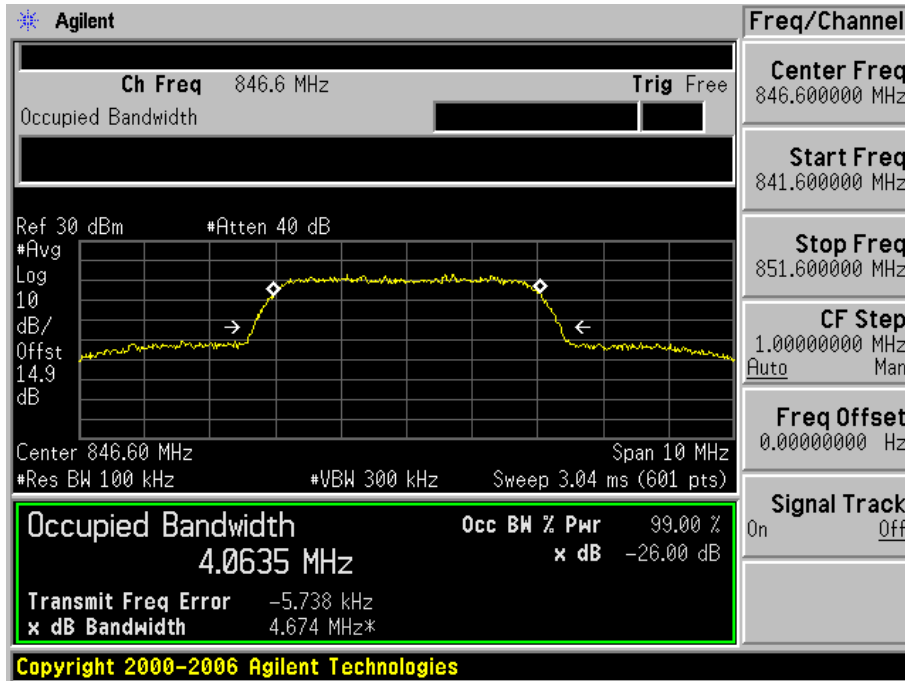 Agilent
Freq/Channel
Ch Freq 846.6 MHz Trig Free
Occupied Bandwidth
Center Freq
846.600000 MHz
Start Freq
841.600000 MHz
Stop Freq
851.600000 MHz
CF Step
1.00000000 MHz
Auto Man
Freq Offset
0.00000000 Hz
Signal Track
On Off
Ref 30 dBm #Atten 40 dB
#Avg
Log
10
dB/
Offst
14.9
dB
Center 846.60 MHz Span 10 MHz
#Res BW 100 kHz #VBW 300 kHz Sweep 3.04 ms (601 pts)
Occupied Bandwidth Occ BW % Pwr 99.00 %
4.0635 MHz x dB -26.00 dB
Transmit Freq Error -5.738 kHz
x dB Bandwidth 4.674 MHz*
Copyright 2000-2006 Agilent Technologies